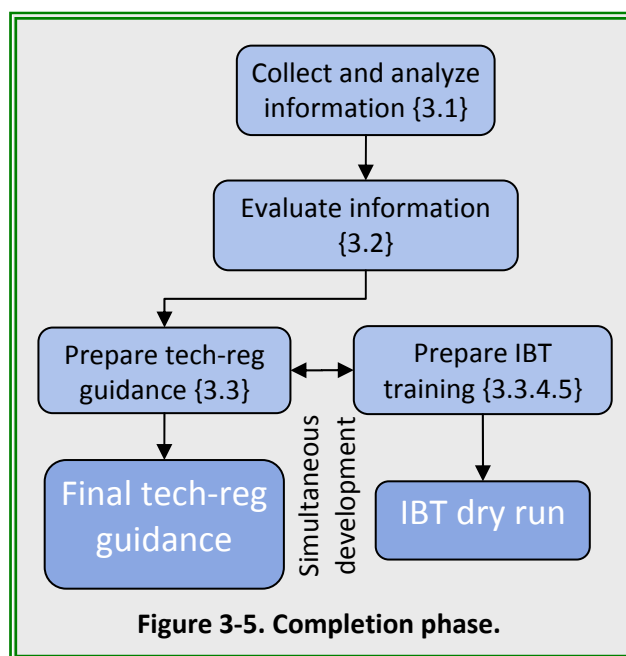 Collect and analyze
information {3.1}
Evaluate information
{3.2}
Prepare tech-reg
guidance {3.3}
Prepare IBT
training {3.3.4.5}
Simultaneous
development
Final tech-reg
guidance
IBT dry run
Figure 3-5. Completion phase.